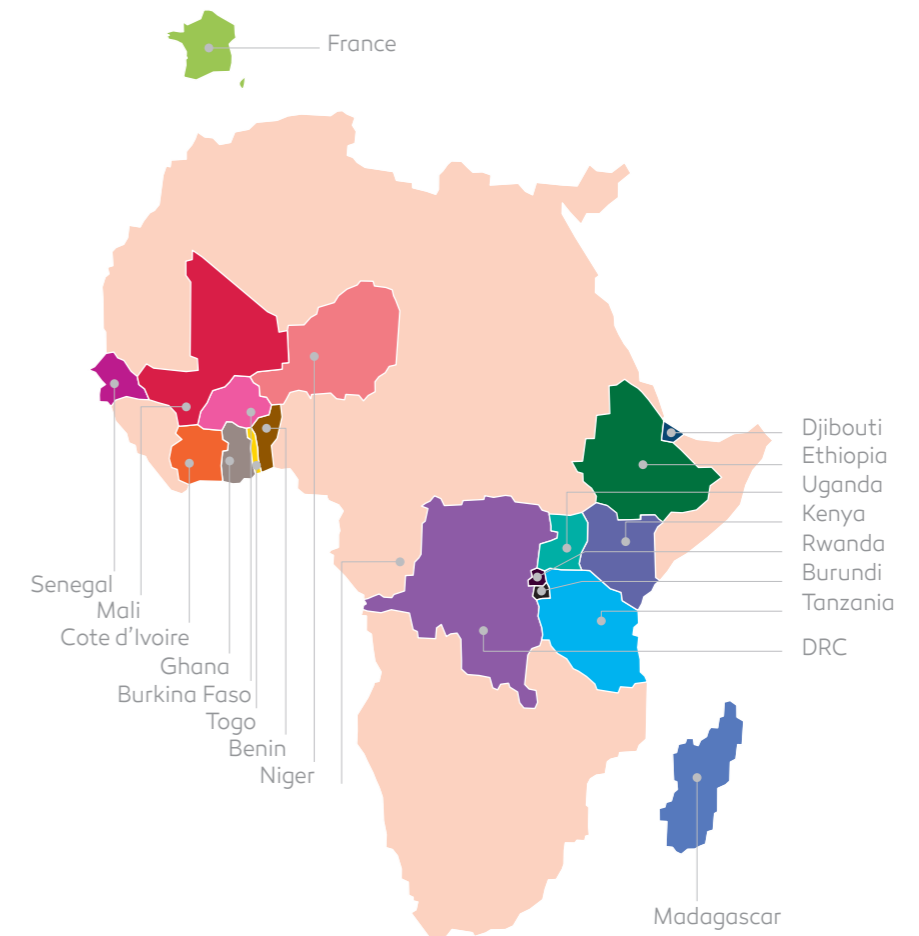 France
Djibouti
Ethiopia
Uganda
Kenya
Rwanda
Burundi
Tanzania
DRC
Senegal
Mali
Cote d’Ivoire
Ghana
Burkina Faso
Togo
Benin
Niger
Madagascar